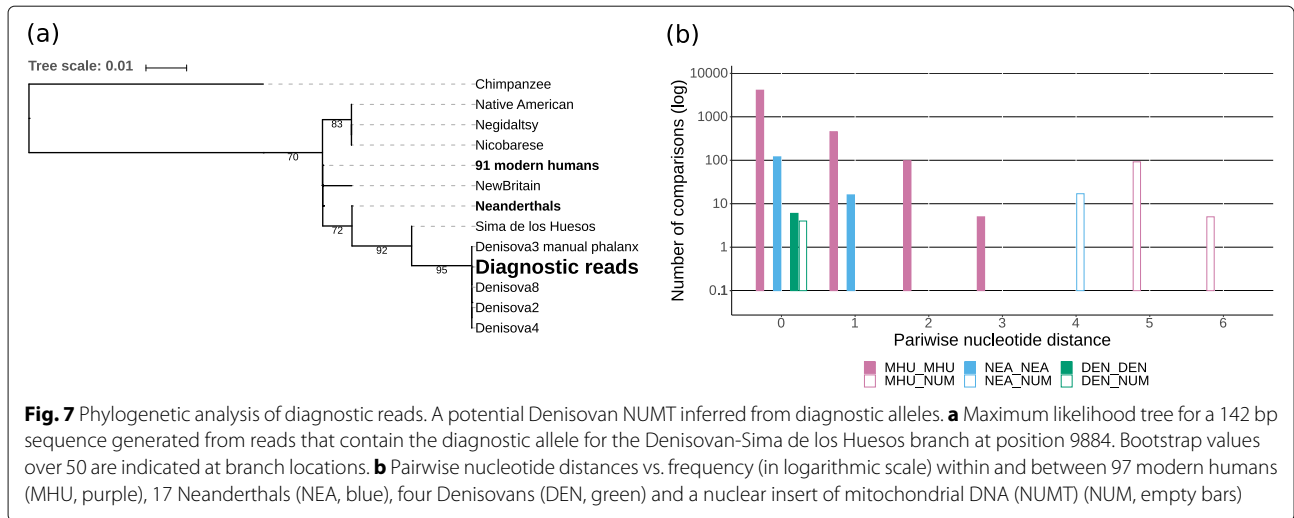 (a)
Tree scale: 0.01
Chimpanzee
Native American
83
Negidaltsy
Nicobarese
70
91 modern humans
NewBritain
Neanderthals
72
Sima de los Huesos
92
Denisova3 manual phalanx
95
Diagnostic reads
Denisova8
Denisova2
Denisova4
(b)
Number of comparisons (log)
10000
1000
100
10
1
0.1
0 1 2 3 4 5 6
Pariwise nucleotide distance
MHU_MHU NEA_NEA DEN_DEN
MHU_NUM NEA_NUM DEN_NUM
Fig. 7 Phylogenetic analysis of diagnostic reads. A potential Denisovan NUMT inferred from diagnostic alleles. a Maximum likelihood tree for a 142 bp
sequence generated from reads that contain the diagnostic allele for the Denisovan-Sima de los Huesos branch at position 9884. Bootstrap values
over 50 are indicated at branch locations. b Pairwise nucleotide distances vs. frequency (in logarithmic scale) within and between 97 modern humans
(MHU, purple), 17 Neanderthals (NEA, blue), four Denisovans (DEN, green) and a nuclear insert of mitochondrial DNA (NUMT) (NUM, empty bars)